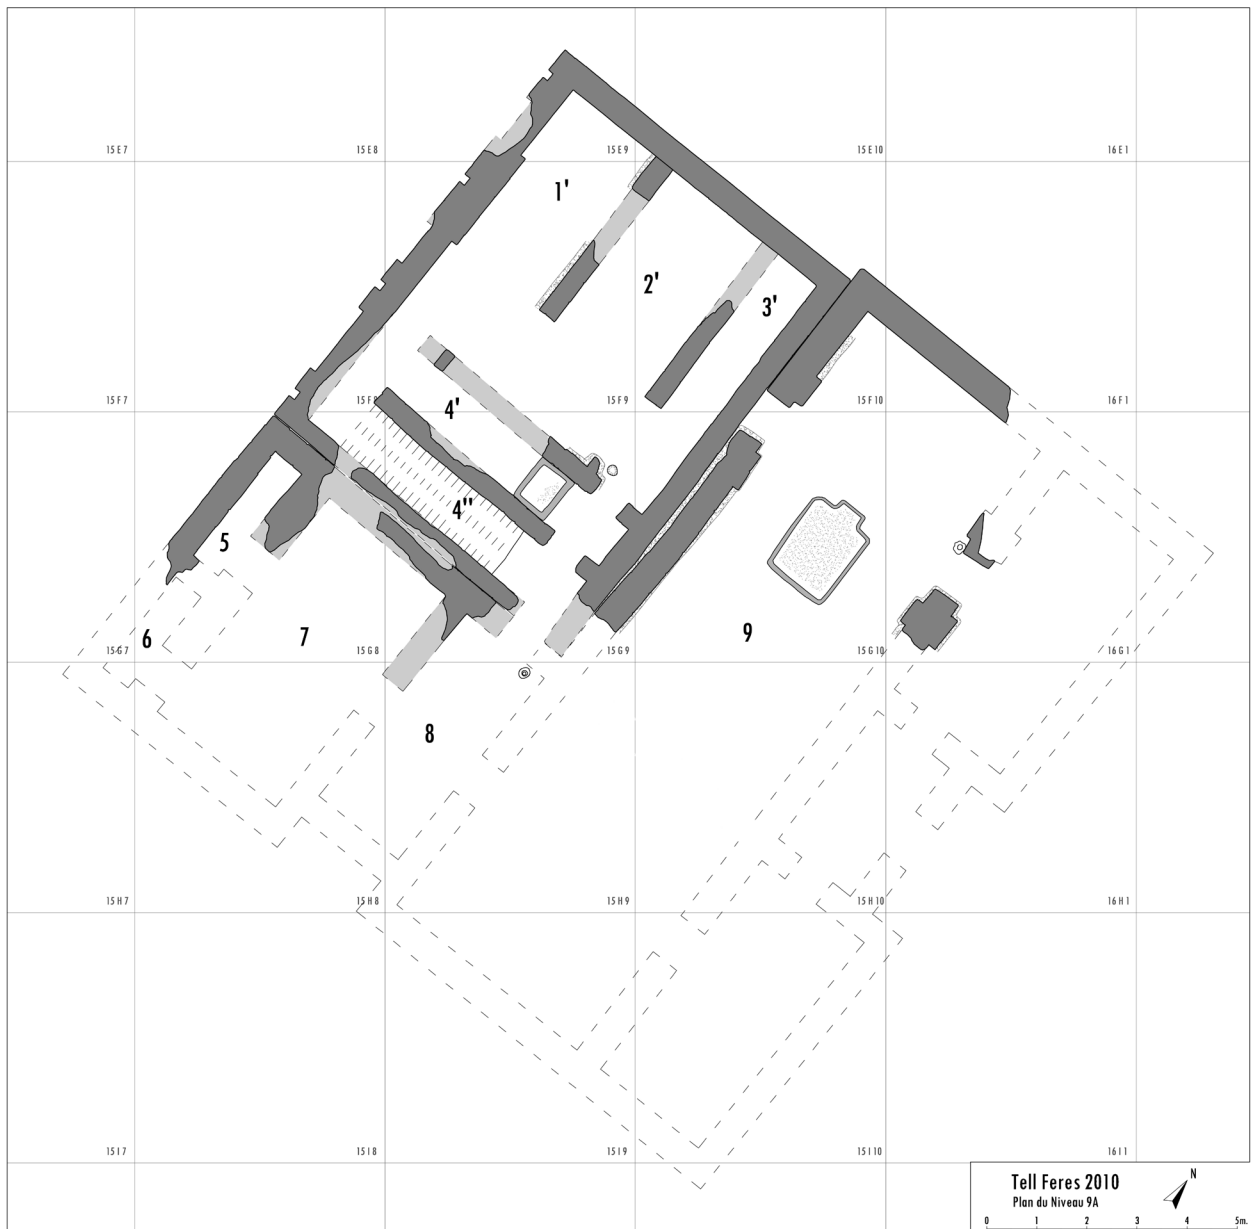 15E7 15E8 15E9 15E10 16E1
1'
2'
3'
15F7 15F8 15F9 15F10 16F1
4'
4''
5
6 7 9
15G7 15G8 15G9 15G10 16G1
8
15H7 15H8 15H9 15H10 16H1
15I7 15I8 15I9 15I10 16I1
Tell Feres 2010
Plan du Niveau 9A
N
0 1 2 3 4 5m.